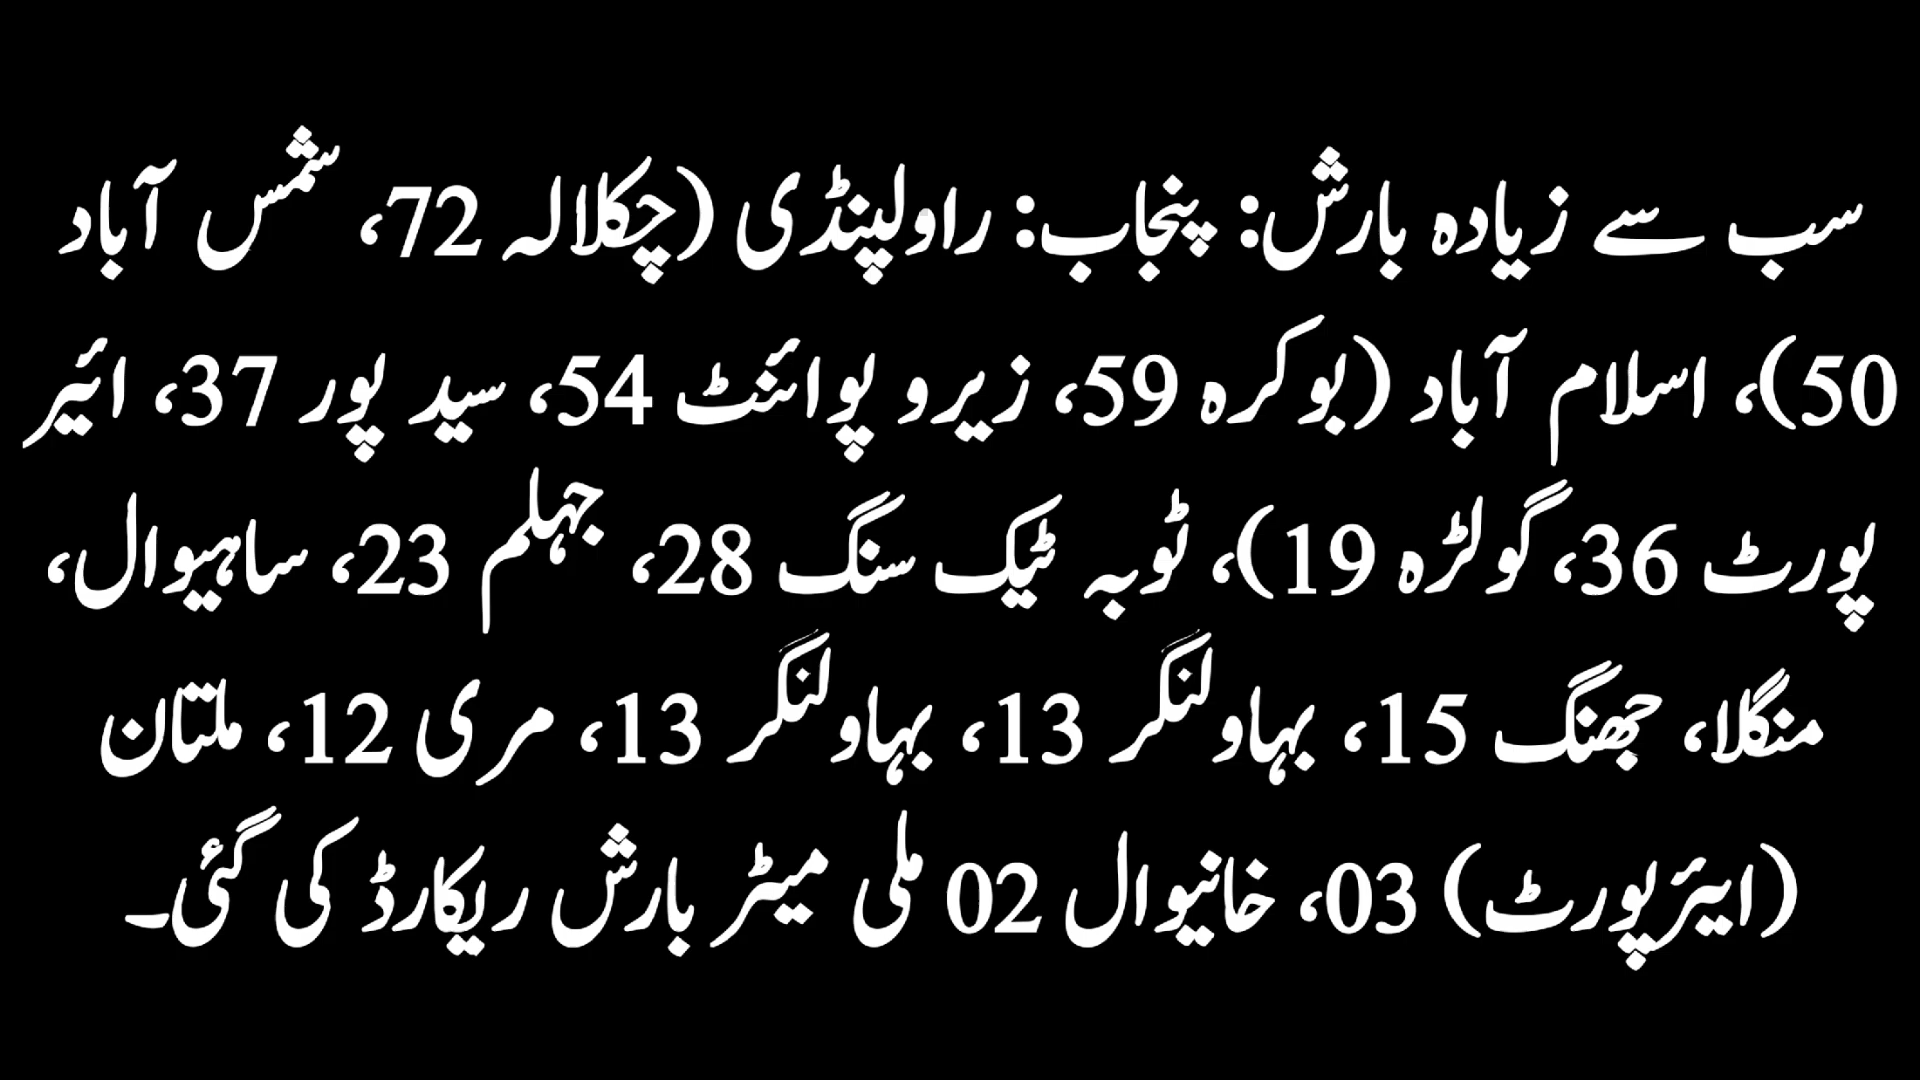 سب سے زیادہ بارش: پنجاب: راولپنڈی (چکلالہ 72، شمس آباد
50)، اسلام آباد (بوکرہ 59، زیرو پوائنٹ 54، سید پور 37، ائیر
پورٹ 36، گولڑہ 19)، ٹوبہ ٹیک سنگ 28، جہلم 23، ساہیوال،
منگلا، جھنگ 15، بہاولنگر 13، بہاولنگر 13، مری 12، ملتان
(ایئرپورٹ) 03، خانیوال 02 ملی میٹر بارش ریکارڈ کی گئی۔